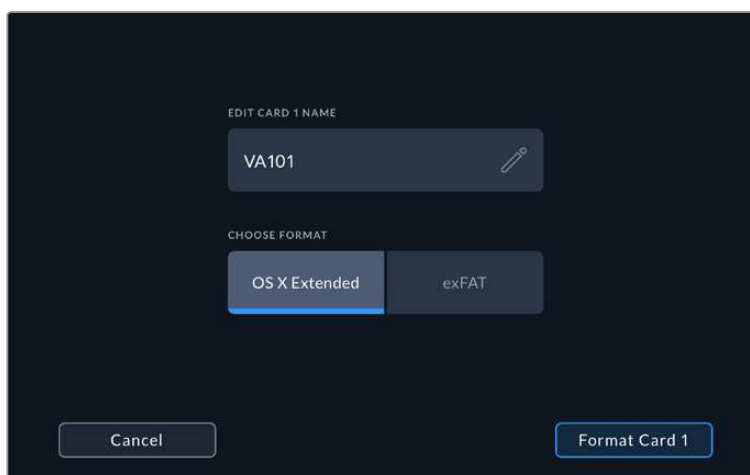 EDIT CARD 1 NAME
VA101
CHOOSE FORMAT
OS X Extended exFAT
Cancel Format Card 1